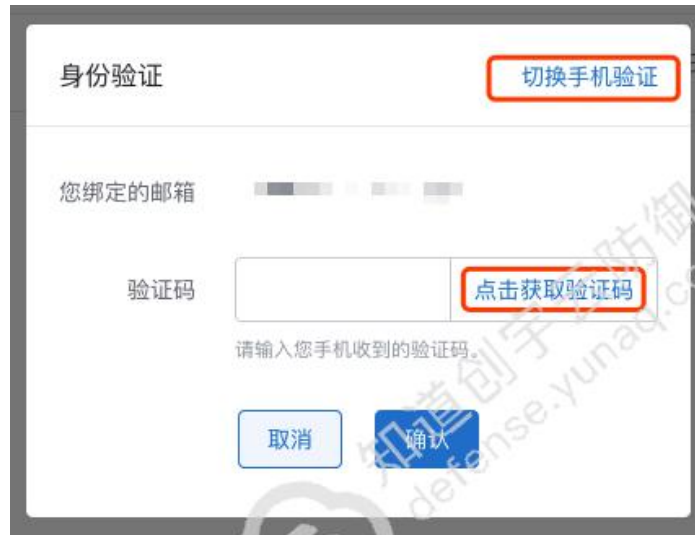 身份验证
切换手机验证
您绑定的邮箱
验证码
点击获取验证码
请输入您手机收到的验证码。
取消
确认
知道创宇云防御
defense.yunaq.co